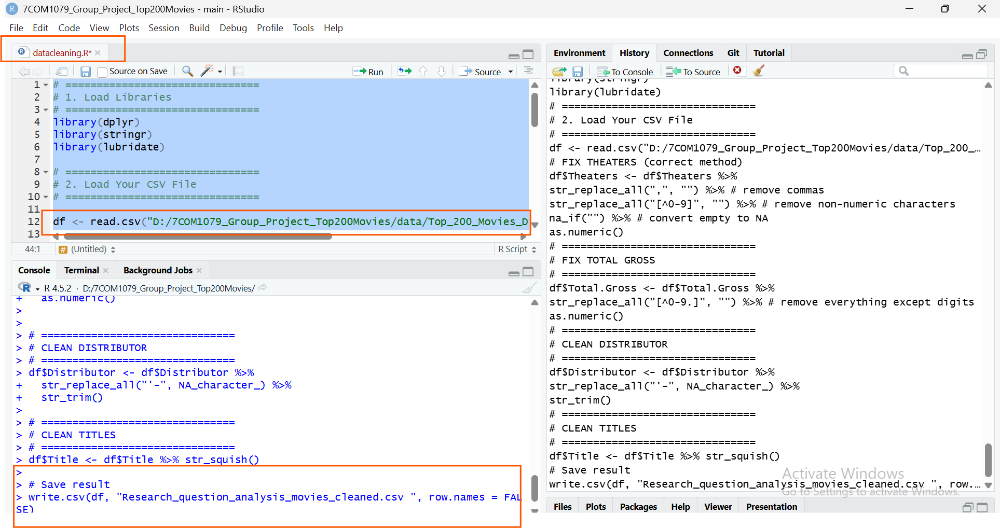 7COM1079_Group_Project_Top200Movies - main - RStudio
File Edit Code View Plots Session Build Debug Profile Tools Help
datacleaning.R*
Source on Save
Run
Source
1 # ===============================
2 # 1. Load Libraries
3 # ===============================
4 library(dplyr)
5 library(stringr)
6 library(lubridate)
7
8 # ===============================
9 # 2. Load Your CSV File
10 # ===============================
11
12 df <- read.csv("D:/7COM1079_Group_Project_Top200Movies/data/Top_200_Movies_D
13
44:1 # (Untitled) R Script
Console Terminal Background Jobs
R 4.5.2 · D:/7COM1079_Group_Project_Top200Movies/
+ as.numeric()
>
>
> # ===============================
> # CLEAN DISTRIBUTOR
> # ===============================
> df$Distributor <- df$Distributor %>%
+ str_replace_all("'-", NA_character_) %>%
+ str_trim()
>
> # ===============================
> # CLEAN TITLES
> # ===============================
> df$Title <- df$Title %>% str_squish()
>
> # Save result
> write.csv(df, "Research_question_analysis_movies_cleaned.csv ", row.names = FAL
SE)
Environment History Connections Git Tutorial
To Console To Source
library(stringr)
library(lubridate)
# ===============================
# 2. Load Your CSV File
# ===============================
df <- read.csv("D:/7COM1079_Group_Project_Top200Movies/data/Top_200_…
# FIX THEATERS (correct method)
df$Theaters <- df$Theaters %>%
str_replace_all(",", "") %>% # remove commas
str_replace_all("[^0-9]", "") %>% # remove non-numeric characters
na_if("") %>% # convert empty to NA
as.numeric()
# ===============================
# FIX TOTAL GROSS
# ===============================
df$Total.Gross <- df$Total.Gross %>%
str_replace_all("[^0-9.]", "") %>% # remove everything except digits
as.numeric()
# ===============================
# CLEAN DISTRIBUTOR
# ===============================
df$Distributor <- df$Distributor %>%
str_replace_all("'-", NA_character_) %>%
str_trim()
# ===============================
# CLEAN TITLES
# ===============================
df$Title <- df$Title %>% str_squish()
# Save result
write.csv(df, "Research_question_analysis_movies_cleaned.csv ", row.…
Activate Windows
Go to Settings to activate Windows.
Files Plots Packages Help Viewer Presentation